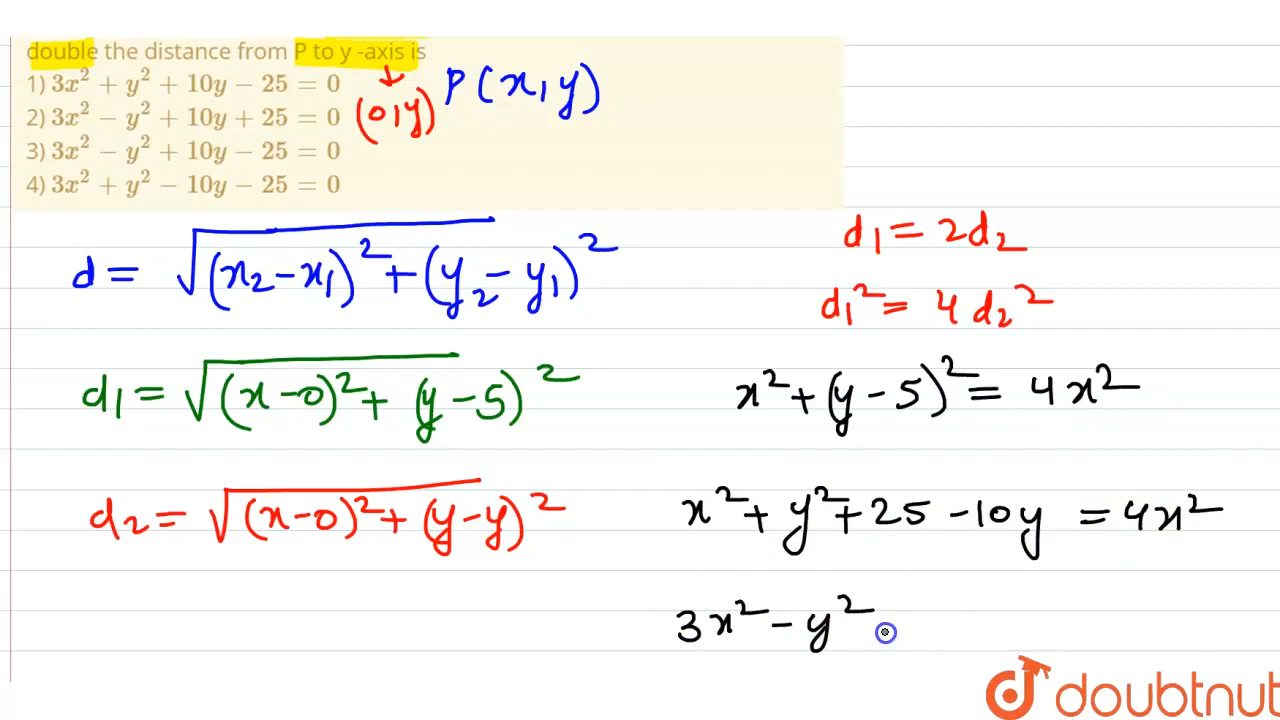 double the distance from P to y -axis is
1) 3x² + y² + 10y − 25 = 0
2) 3x² − y² + 10y + 25 = 0
3) 3x² − y² + 10y − 25 = 0
4) 3x² + y² − 10y − 25 = 0
↓
(0,y) P(x,y)
d = √(x₂−x₁)² + (y₂−y₁)²
d₁ = 2d₂
d₁² = 4d₂²
d₁ = √(x−0)² + (y−5)²
x² + (y−5)² = 4x²
d₂ = √(x−0)² + (y−y)²
x² + y² + 25 − 10y = 4x²
3x² − y²
doubtnut